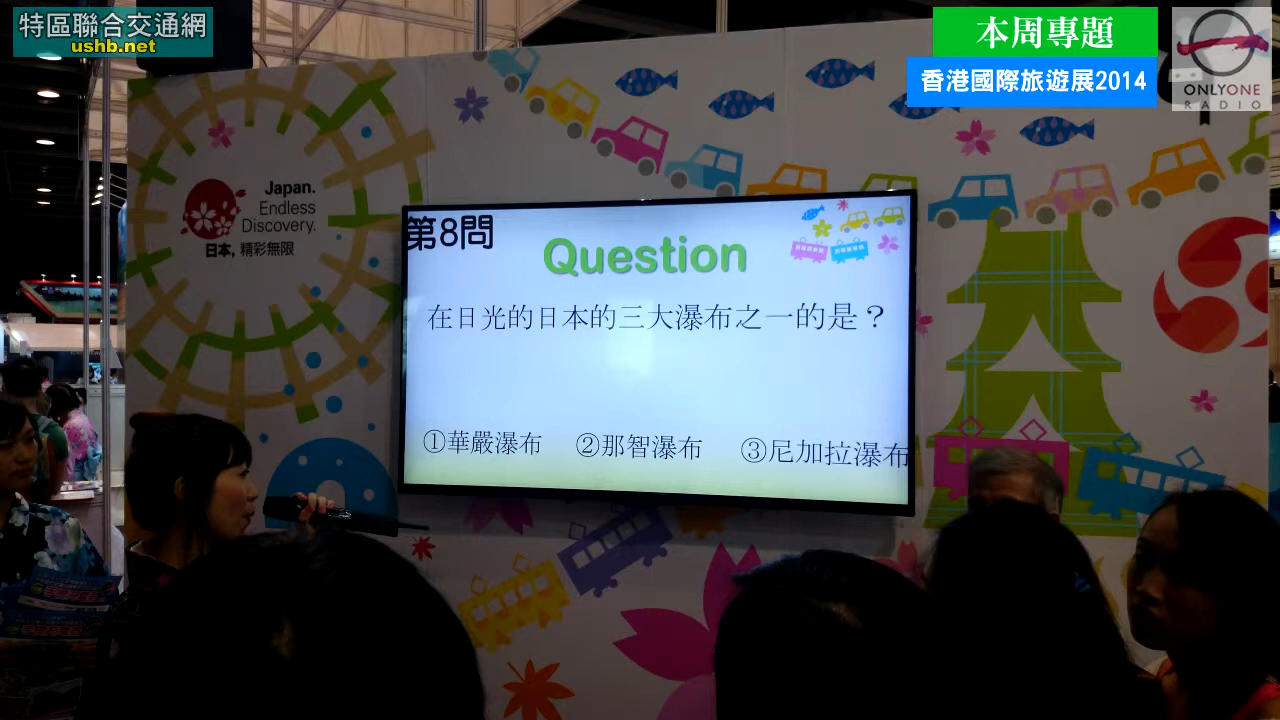 特區聯合交通網
ushb.net
本周專題
香港國際旅遊展2014
ONLYONE
RADIO
Japan.
Endless
Discovery.
日本, 精彩無限
第8問
Question
在日光的日本的三大瀑布之一的是？
①華嚴瀑布 ②那智瀑布 ③尼加拉瀑布